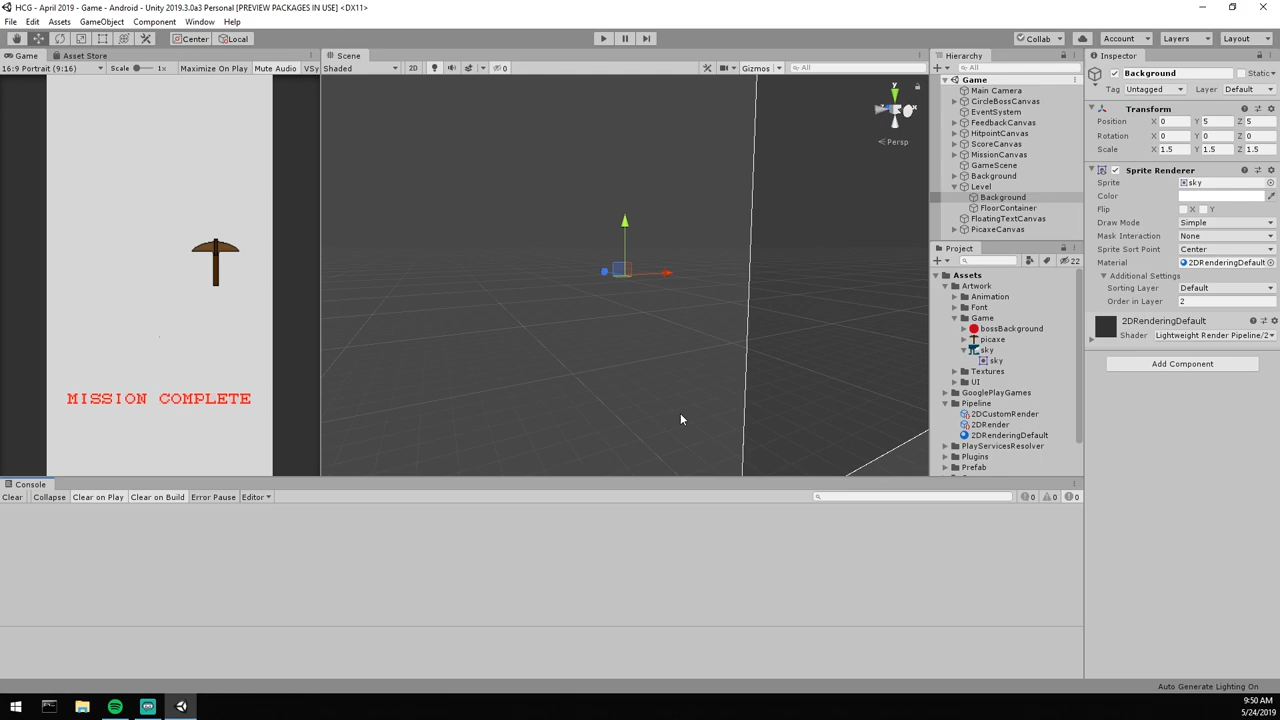 HCG - April 2019 - Game - Android - Unity 2019.3.0a3 Personal [PREVIEW PACKAGES IN USE] <DX11>
File Edit Assets GameObject Component Window Help
Center Local Collab Account Layers Layout
Game Asset Store Scene Hierarchy Inspector
16:9 Portrait (9:16) Scale 1x Maximize On Play Mute Audio VSy Shaded 2D 0 Gizmos All All
Background Static
Tag Untagged Layer Default
Game
Main Camera
CircleBossCanvas
EventSystem
FeedbackCanvas
HitpointCanvas
ScoreCanvas
MissionCanvas
GameScene
Background
Level
Background
FloorContainer
FloatingTextCanvas
PicaxeCanvas
y
Persp
MISSION COMPLETE
Project
22
Assets
Artwork
Animation
Font
Game
bossBackground
picaxe
sky
sky
Textures
UI
GooglePlayGames
Pipeline
2DCustomRender
2DRender
2DRenderingDefault
PlayServicesResolver
Plugins
Prefab
Transform
Position X 0 Y 5 Z 5
Rotation X 0 Y 0 Z 0
Scale X 1.5 Y 1.5 Z 1.5
Sprite Renderer
Sprite sky
Color
Flip X Y
Draw Mode Simple
Mask Interaction None
Sprite Sort Point Center
Material 2DRenderingDefault
Additional Settings
Sorting Layer Default
Order in Layer 2
2DRenderingDefault
Shader Lightweight Render Pipeline/2
Add Component
Console
Clear Collapse Clear on Play Clear on Build Error Pause Editor 0 0 0
Auto Generate Lighting On
9:50 AM
5/24/2019